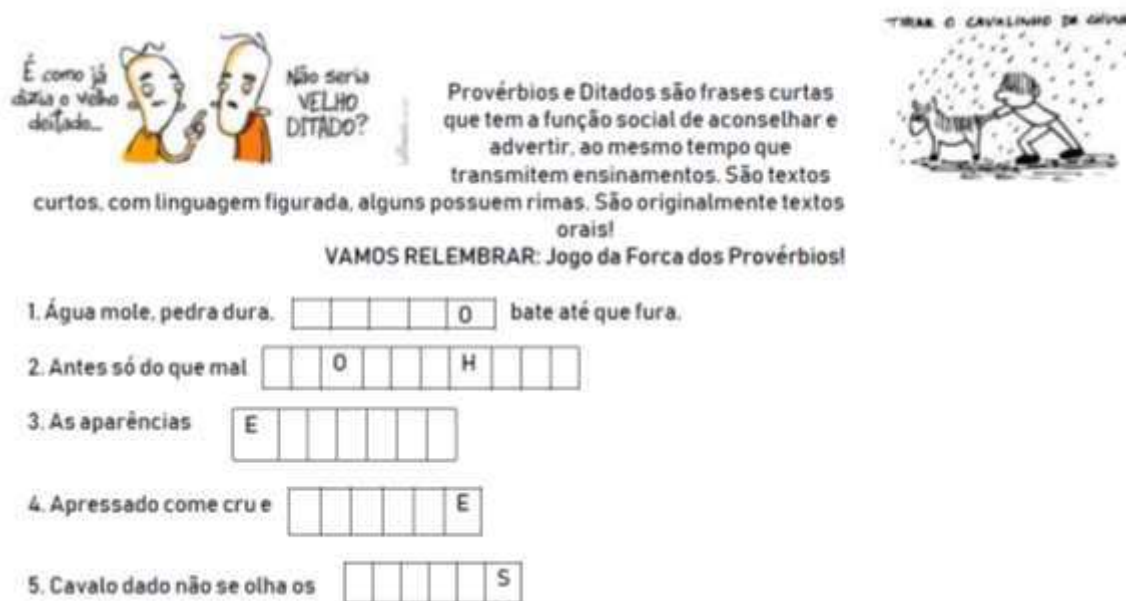 É como já
dizia o velho
deitado...
Não seria
VELHO
DITADO?
TIRAR O CAVALINHO DA CHUVA
Provérbios e Ditados são frases curtas
que tem a função social de aconselhar e
advertir, ao mesmo tempo que
transmitem ensinamentos. São textos
curtos, com linguagem figurada, alguns possuem rimas. São originalmente textos
orais!
VAMOS RELEMBRAR: Jogo da Forca dos Provérbios!
1. Água mole, pedra dura, O bate até que fura.
2. Antes só do que mal O H
3. As aparências E
4. Apressado come cru e E
5. Cavalo dado não se olha os S